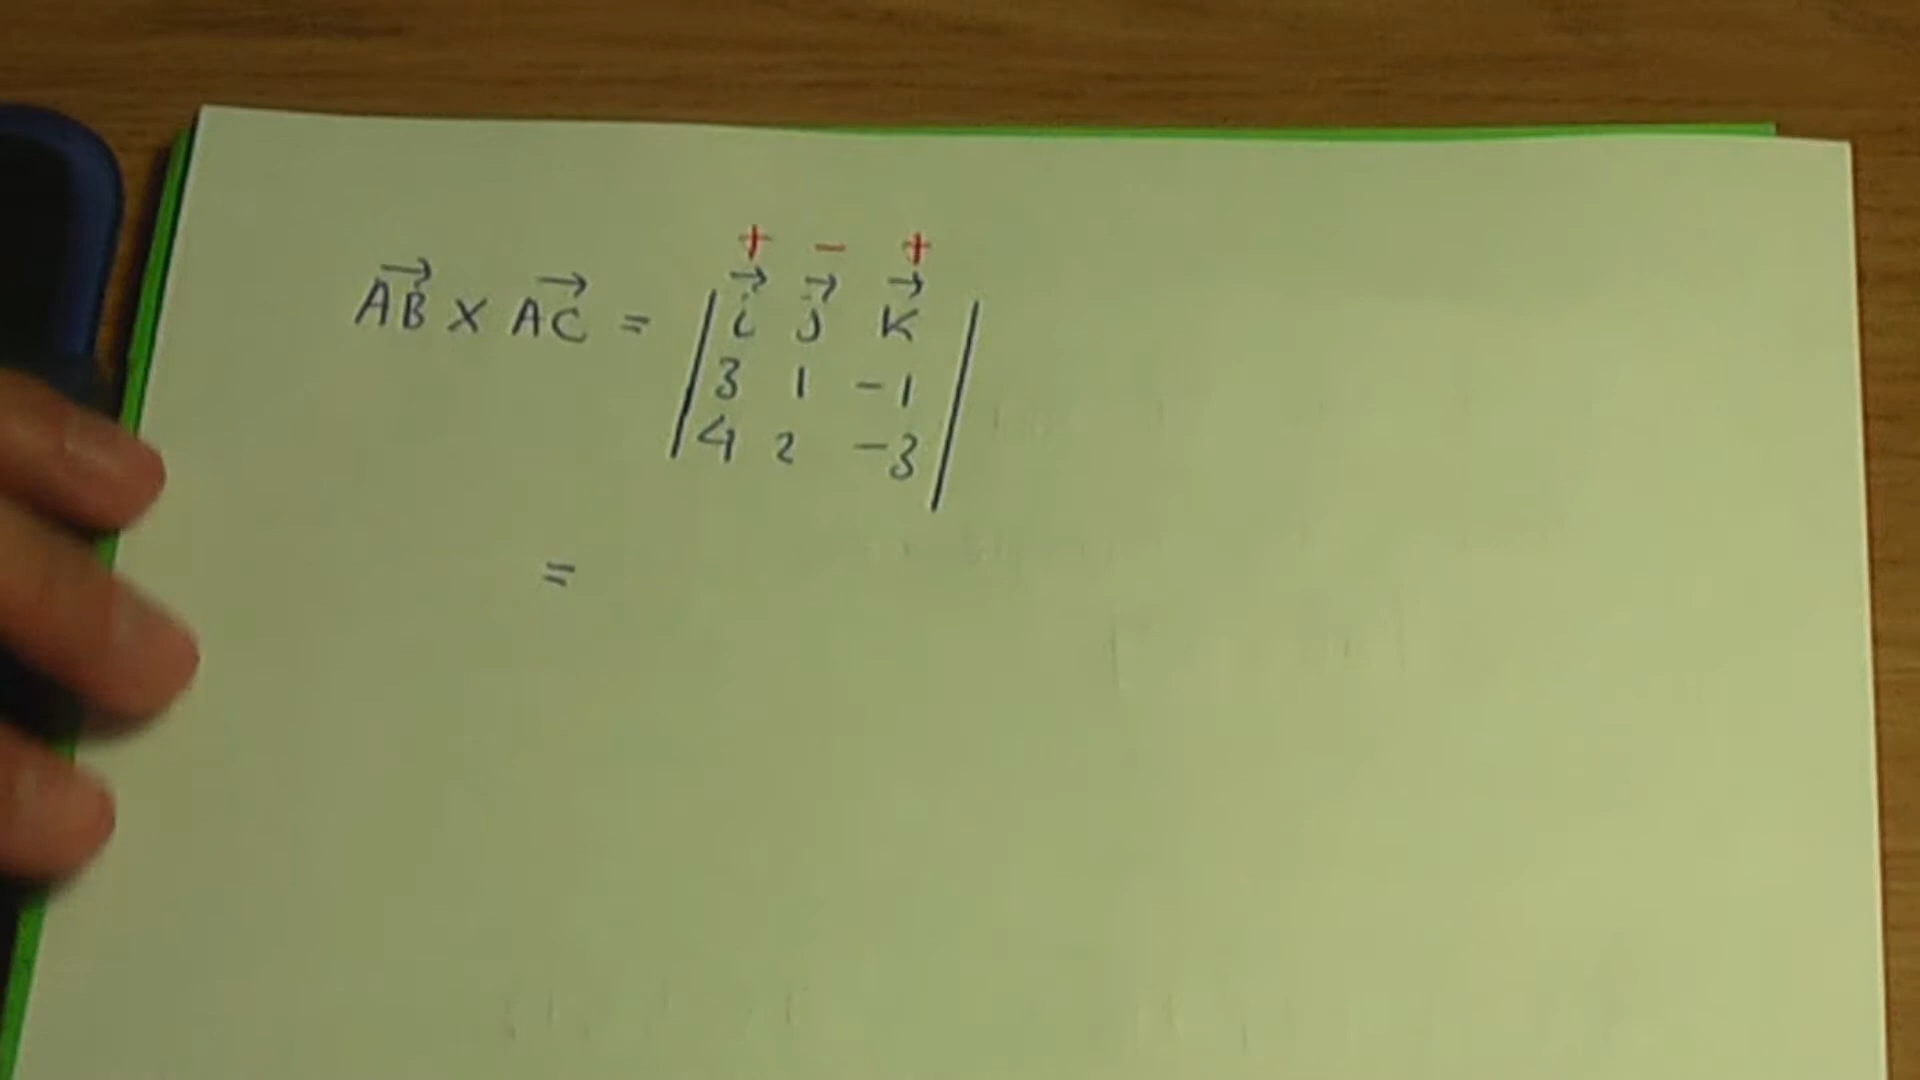 + - +
AB⃗ x AC⃗ = | i⃗ j⃗ k⃗ |
3 1 -1
4 2 -3
=